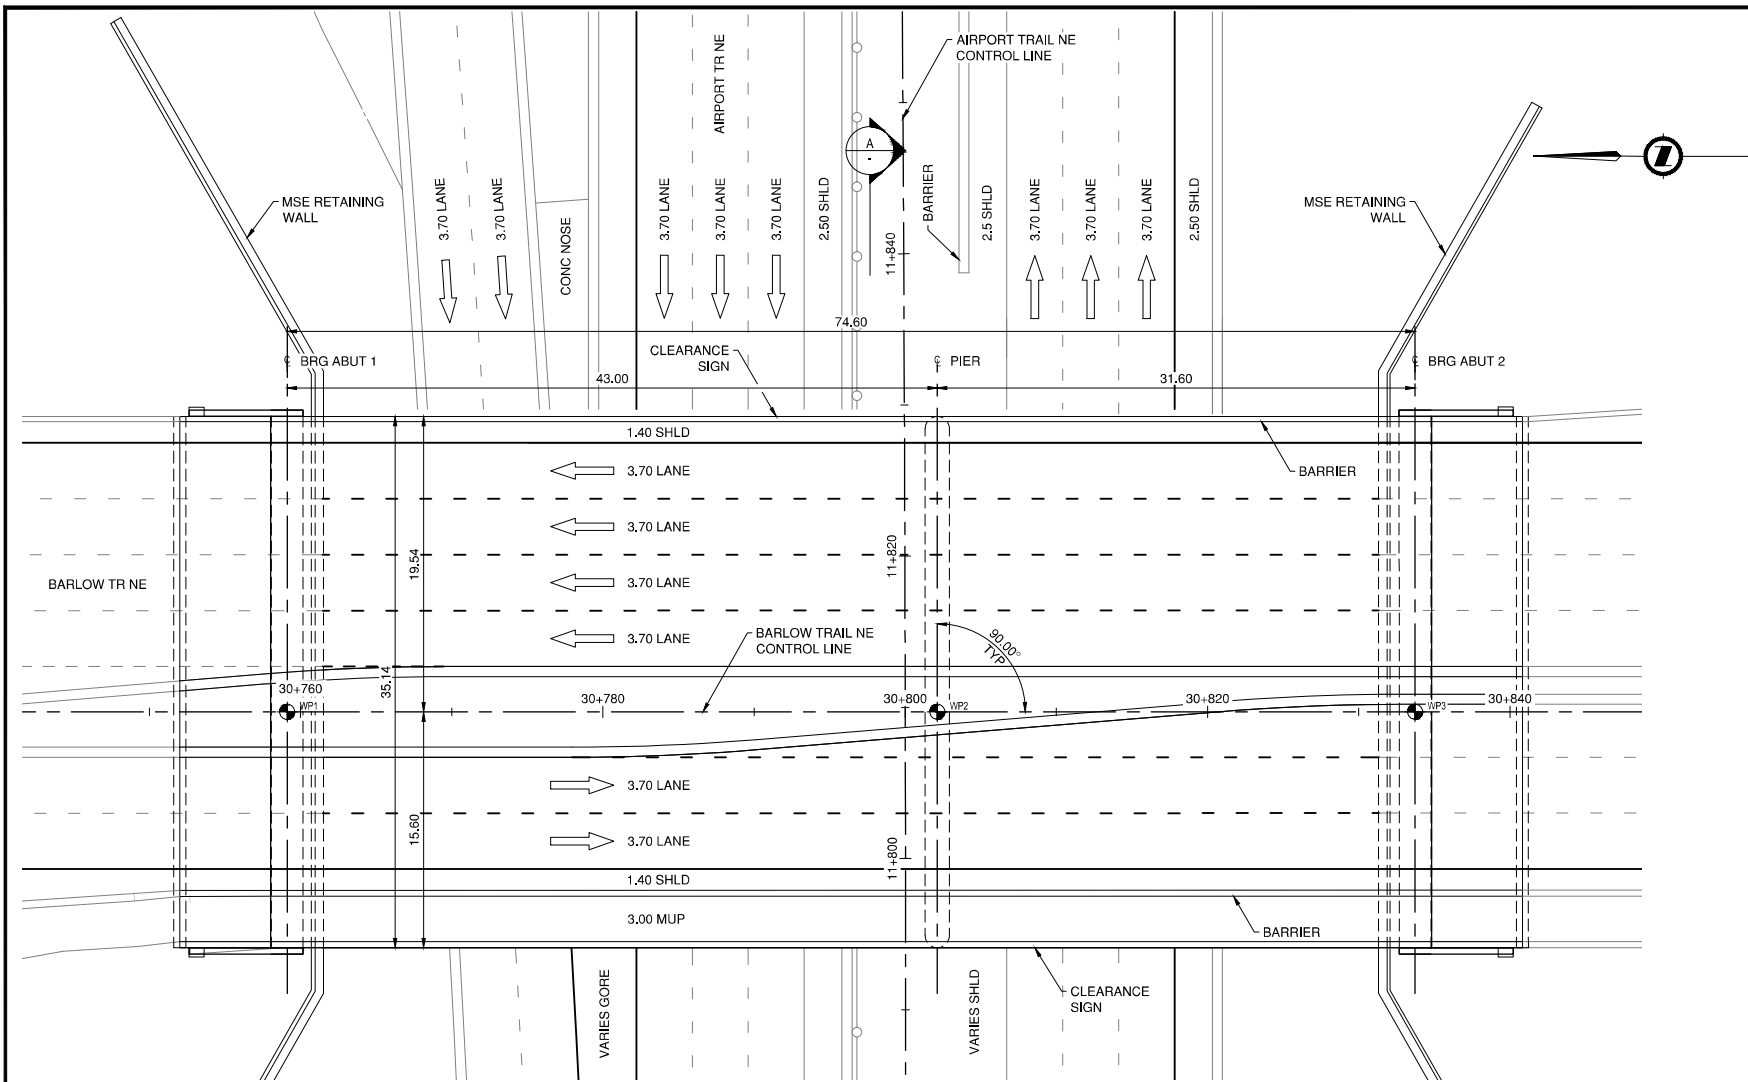 AIRPORT TRAIL NE
CONTROL LINE
AIRPORT TR NE
A
-
MSE RETAINING
WALL
3.70 LANE
3.70 LANE
CONC NOSE
3.70 LANE
3.70 LANE
3.70 LANE
2.50 SHLD
11+840
BARRIER
2.5 SHLD
3.70 LANE
3.70 LANE
3.70 LANE
2.50 SHLD
MSE RETAINING
WALL
Z
74.60
CLEARANCE
SIGN
℄ BRG ABUT 1
℄ PIER
℄ BRG ABUT 2
43.00
31.60
1.40 SHLD
3.70 LANE
BARRIER
3.70 LANE
19.54
11+820
BARLOW TR NE
3.70 LANE
3.70 LANE
BARLOW TRAIL NE
CONTROL LINE
90.00°
TYP
35.14
30+760
30+780
30+800
30+820
30+840
WP1
WP2
WP3
3.70 LANE
15.60
3.70 LANE
11+800
1.40 SHLD
3.00 MUP
BARRIER
CLEARANCE
SIGN
VARIES GORE
VARIES SHLD